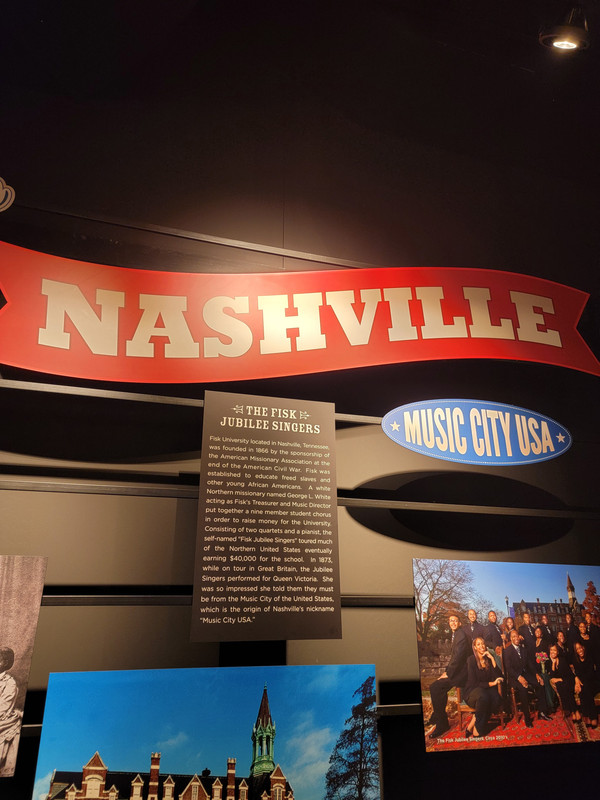 NASHVILLE
THE FISK
JUBILEE SINGERS
MUSIC CITY USA
Fisk University located in Nashville, Tennessee,
was founded in 1866 by the sponsorship of
the American Missionary Association at the
end of the American Civil War. Fisk was
established to educate freed slaves and
other young African Americans. A white
Northern missionary named George L. White
acting as Fisk's Treasurer and Music Director
put together a nine member student chorus
in order to raise money for the University.
Consisting of two quartets and a pianist, the
self-named "Fisk Jubilee Singers" toured much
of the Northern United States eventually
earning $40,000 for the school. In 1873,
while on tour in Great Britain, the Jubilee
Singers performed for Queen Victoria. She
was so impressed she told them they must
be from the Music City of the United States,
which is the origin of Nashville's nickname
"Music City USA."
The Fisk Jubilee Singers Circa